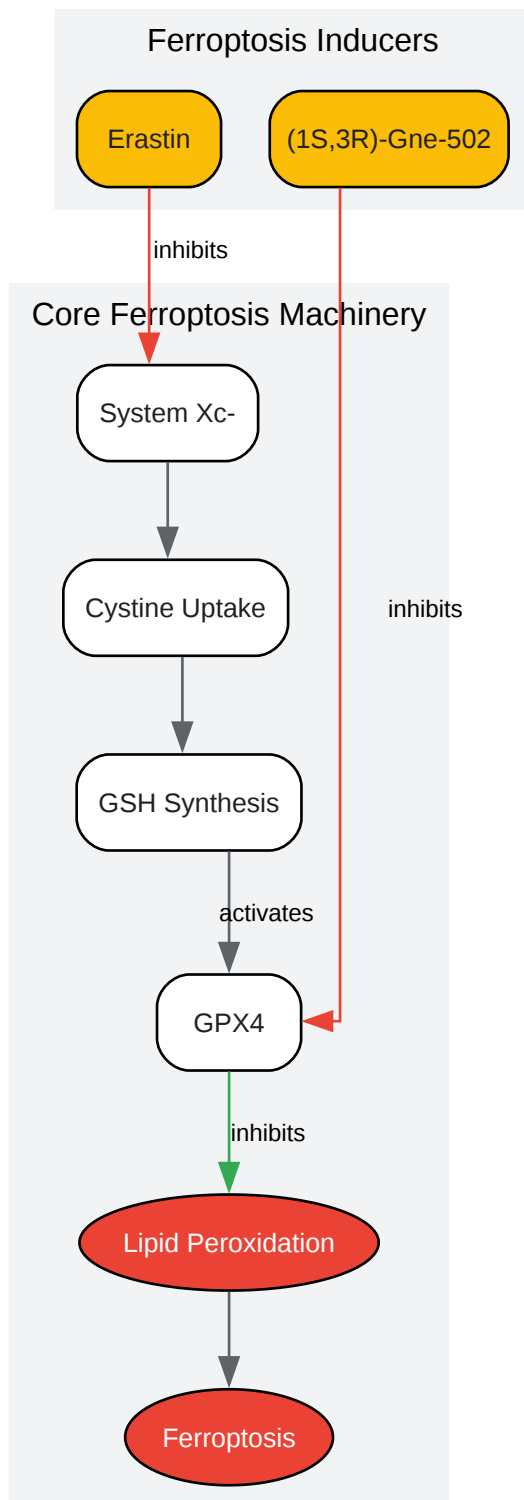 Ferroptosis Inducers
Erastin
(1S,3R)-Gne-502
inhibits
Core Ferroptosis Machinery
System Xc-
Cystine Uptake
inhibits
GSH Synthesis
activates
GPX4
inhibits
Lipid Peroxidation
Ferroptosis